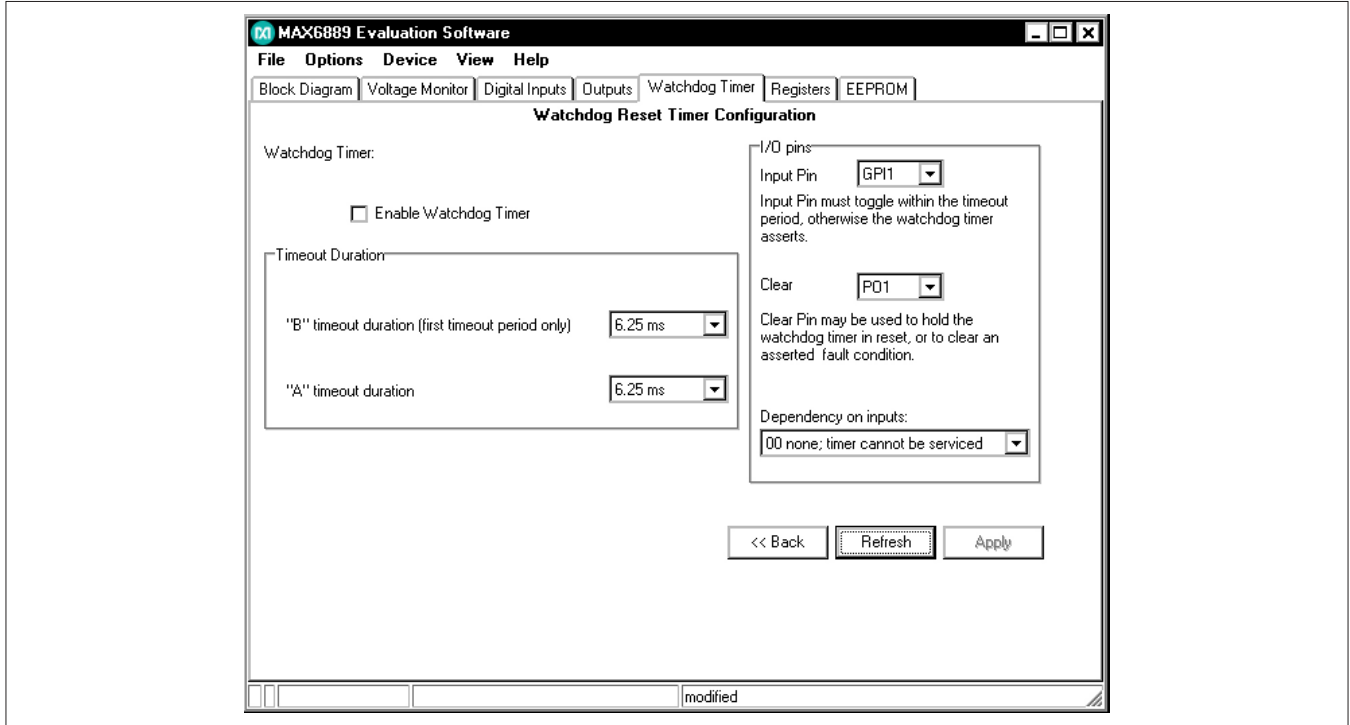 MAX6889 Evaluation Software
File Options Device View Help
Block Diagram Voltage Monitor Digital Inputs Outputs Watchdog Timer Registers EEPROM
Watchdog Reset Timer Configuration
Watchdog Timer:
Enable Watchdog Timer
Timeout Duration
"B" timeout duration (first timeout period only) 6.25 ms
"A" timeout duration 6.25 ms
I/O pins
Input Pin GPI1
Input Pin must toggle within the timeout
period, otherwise the watchdog timer
asserts.
Clear PO1
Clear Pin may be used to hold the
watchdog timer in reset, or to clear an
asserted fault condition.
Dependency on inputs:
00 none; timer cannot be serviced
<< Back Refresh Apply
modified